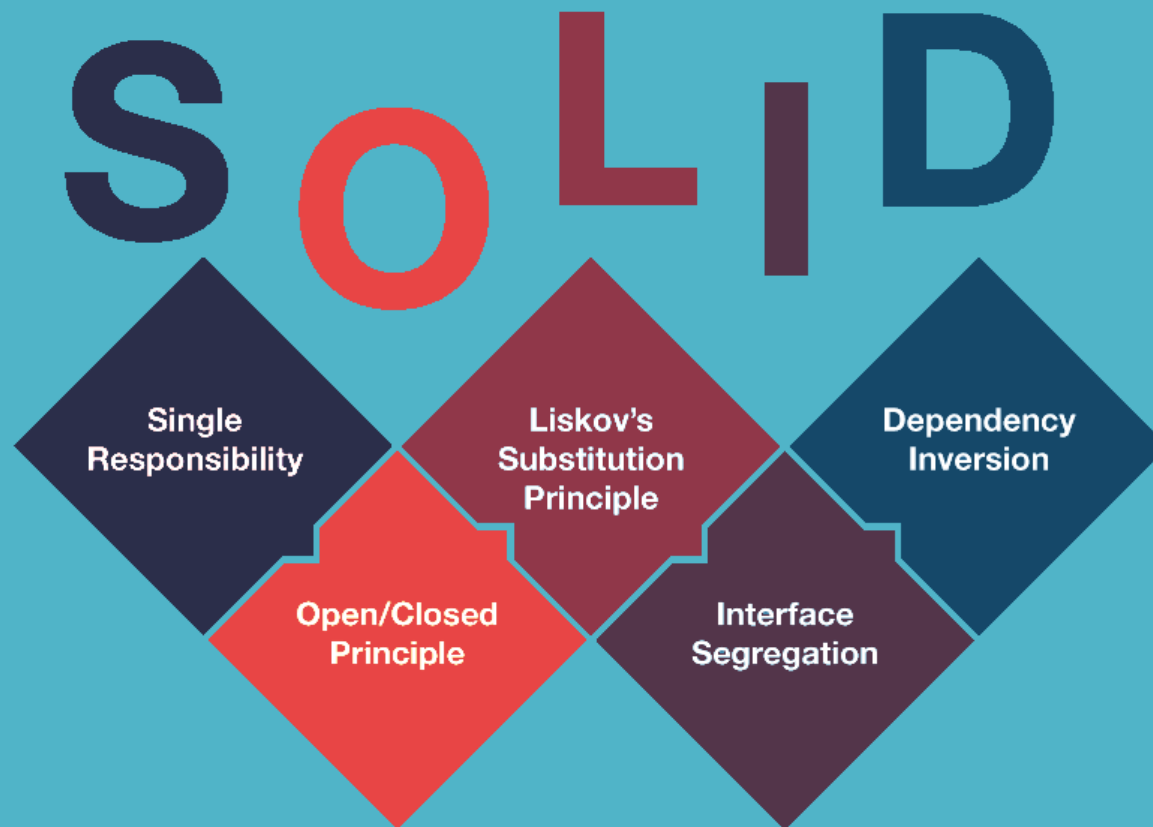 SOLID
Single
Responsibility
Open/Closed
Principle
Liskov’s
Substitution
Principle
Interface
Segregation
Dependency
Inversion